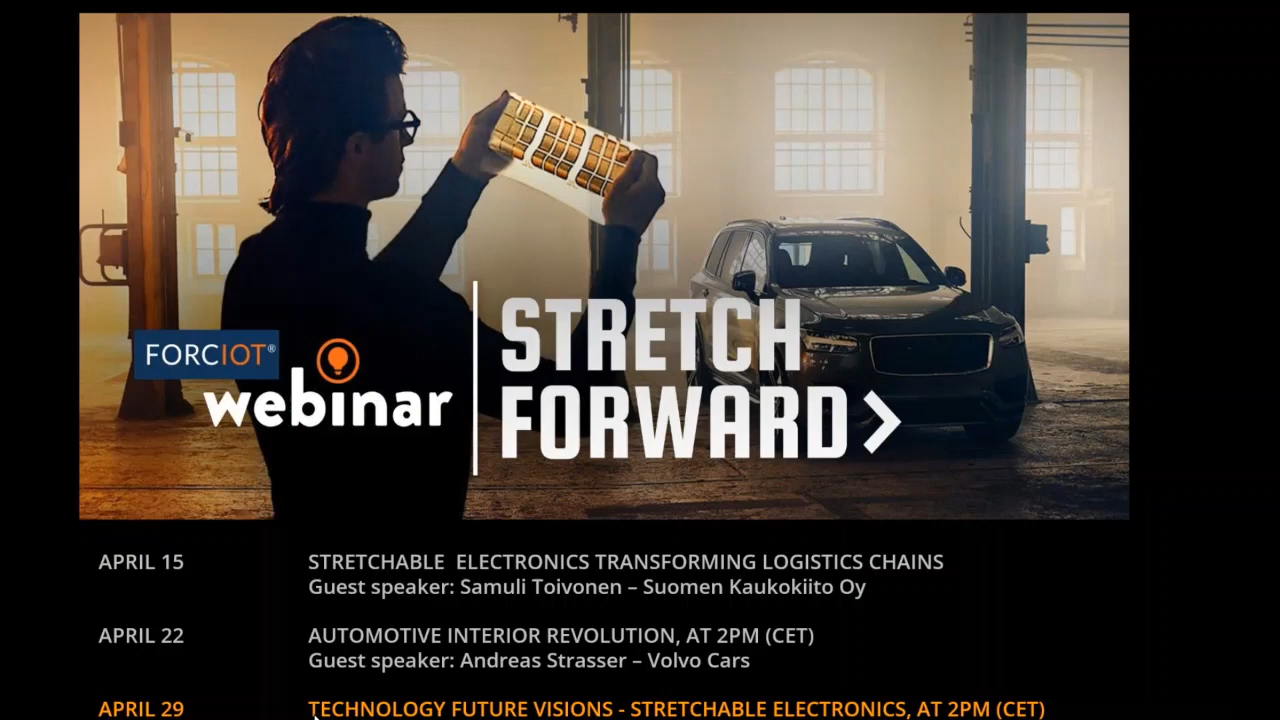 FORCIOT®
webinar
STRETCH
FORWARD
APRIL 15
STRETCHABLE ELECTRONICS TRANSFORMING LOGISTICS CHAINS
Guest speaker: Samuli Toivonen – Suomen Kaukokiito Oy
APRIL 22
AUTOMOTIVE INTERIOR REVOLUTION, AT 2PM (CET)
Guest speaker: Andreas Strasser – Volvo Cars
APRIL 29
TECHNOLOGY FUTURE VISIONS - STRETCHABLE ELECTRONICS, AT 2PM (CET)